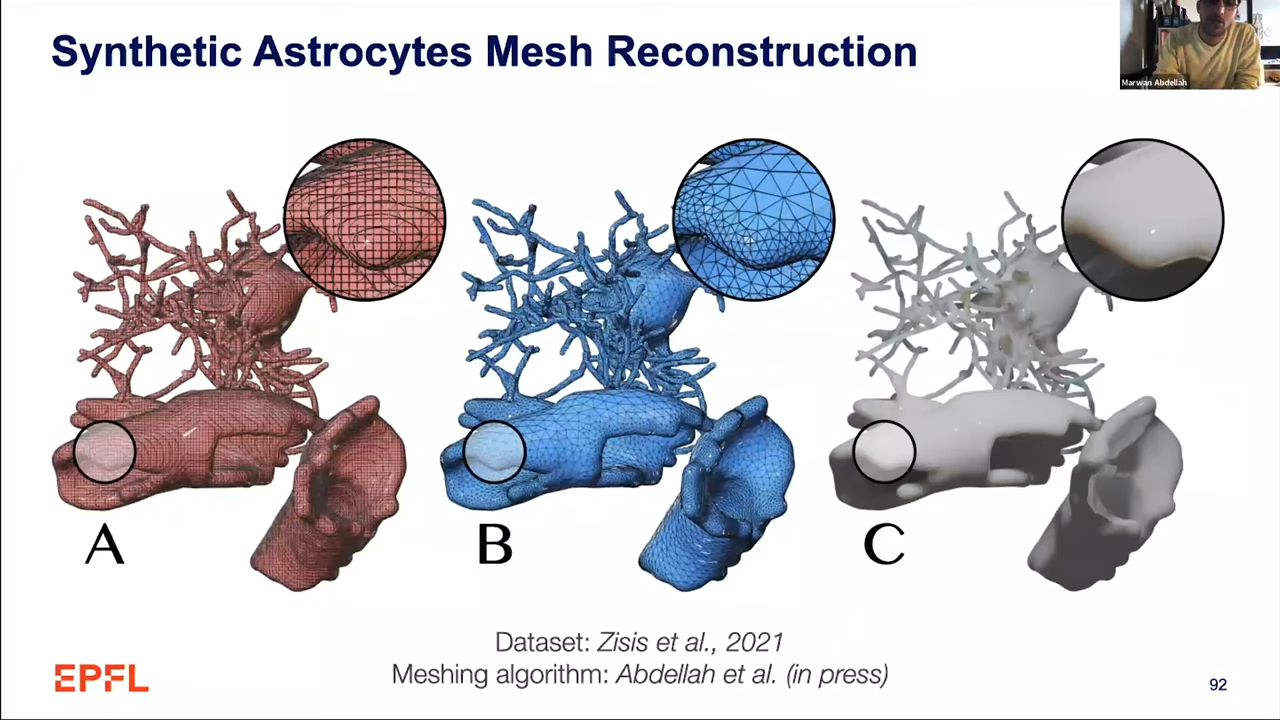 Synthetic Astrocytes Mesh Reconstruction
Marwan Abdellah
A
B
C
Dataset: Zisis et al., 2021
Meshing algorithm: Abdellah et al. (in press)
EPFL
92